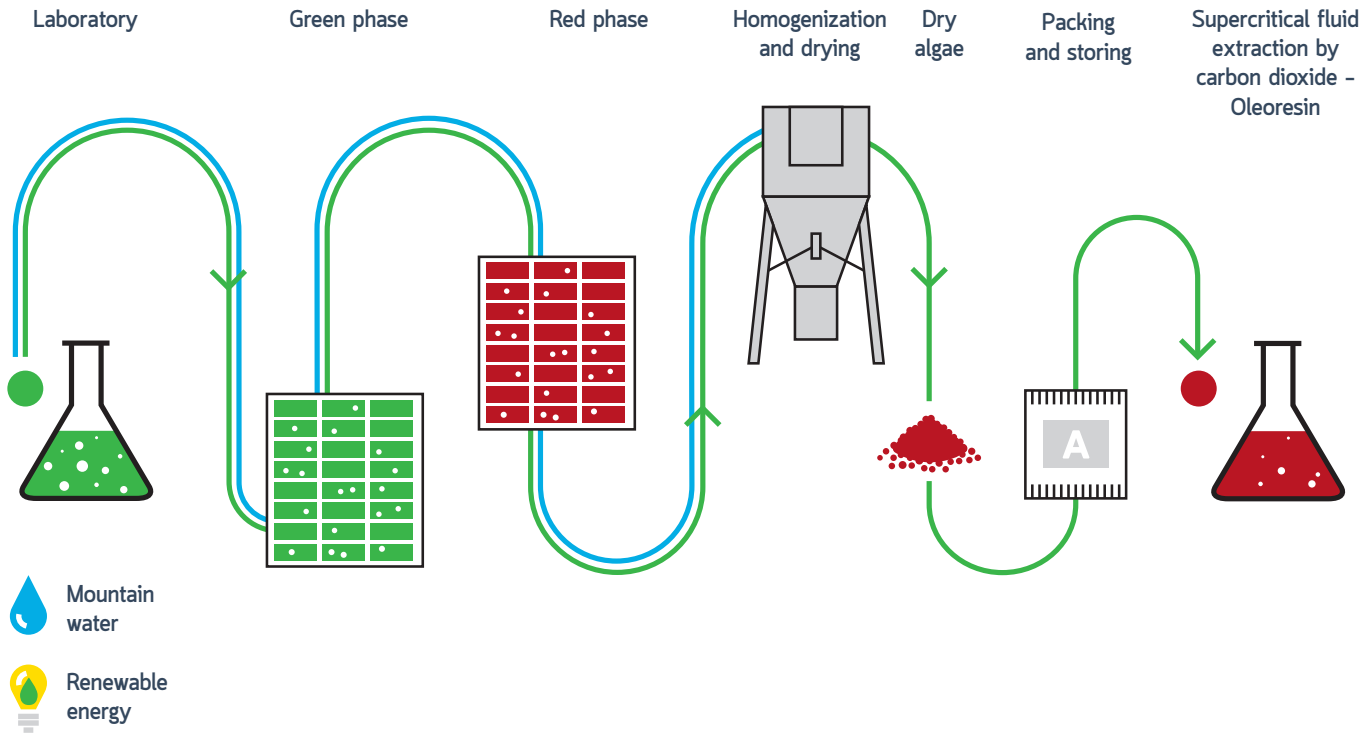 Laboratory
Green phase
Red phase
Homogenization
and drying
Dry
algae
Packing
and storing
Supercritical fluid
extraction by
carbon dioxide –
Oleoresin
A
Mountain
water
Renewable
energy